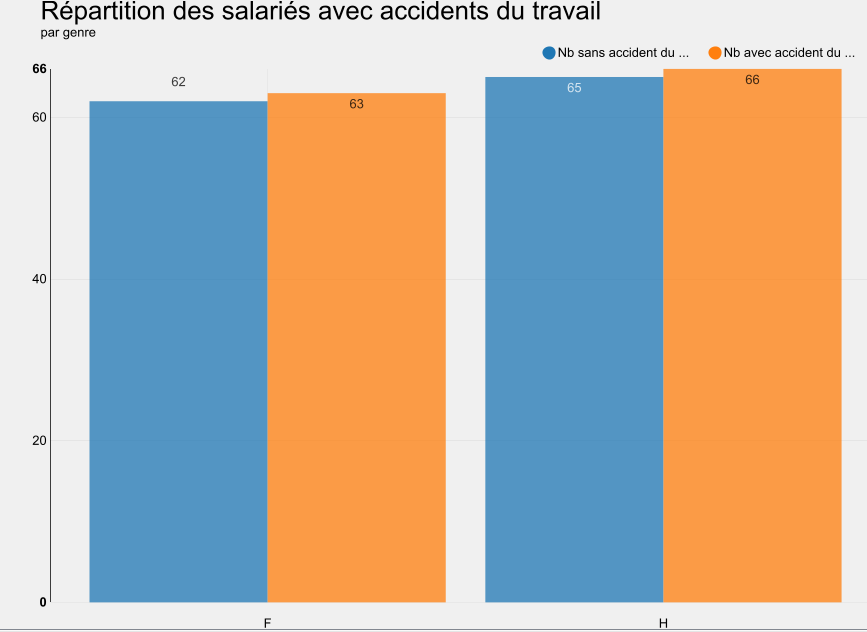 Répartition des salariés avec accidents du travail
par genre
Nb sans accident du ... Nb avec accident du ...
66
62
63
65
66
60
40
20
0
F H